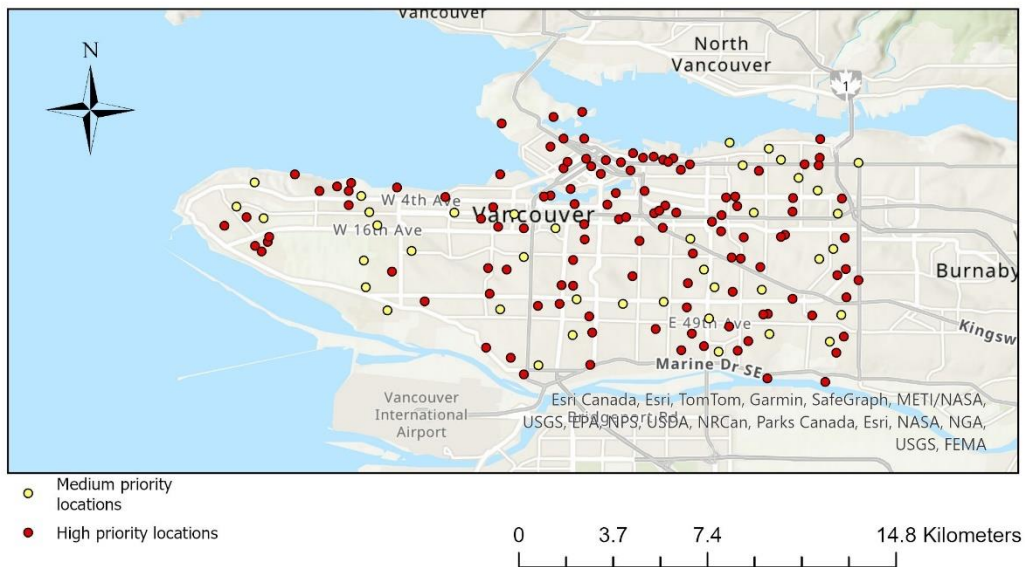 Vancouver
North
Vancouver
1
N
W 4th Ave
Vancouver
W 16th Ave
Burnaby
E 49th Ave
Kingsw
Marine Dr SE
Vancouver
International
Airport
Bridgeport Rd
Esri Canada, Esri, TomTom, Garmin, SafeGraph, METI/NASA,
USGS, EPA, NPS, USDA, NRCan, Parks Canada, Esri, NASA, NGA,
USGS, FEMA
Medium priority
locations
High priority locations
0 3.7 7.4 14.8 Kilometers